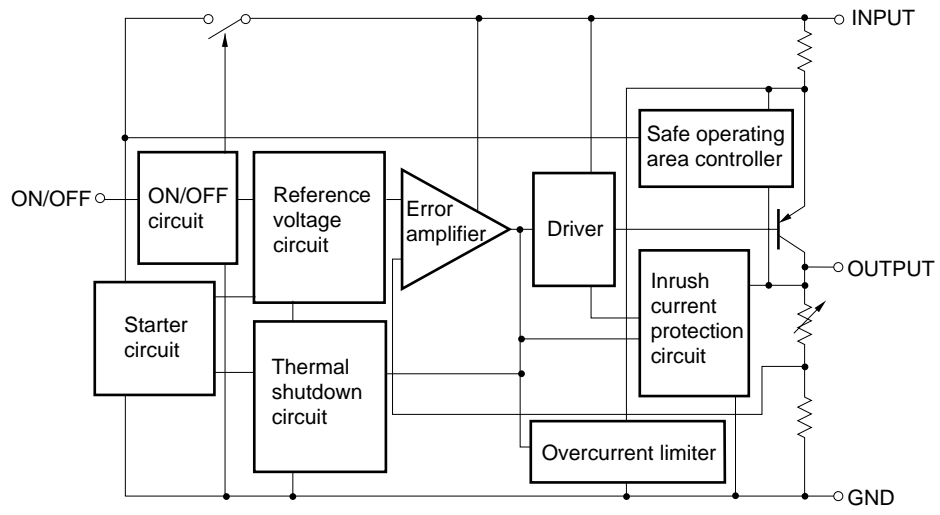 INPUT
Safe operating
area controller
ON/OFF
ON/OFF
circuit
Reference
voltage
circuit
Error
amplifier
Driver
OUTPUT
Inrush
current
protection
circuit
Starter
circuit
Thermal
shutdown
circuit
Overcurrent limiter
GND